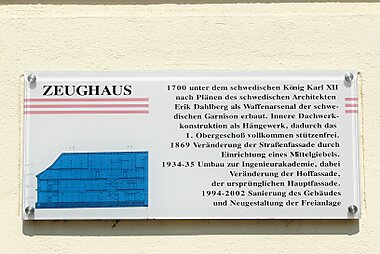 ZEUGHAUS
1700 unter dem schwedischen König Karl XII
nach Plänen des schwedischen Architekten
Erik Dahlberg als Waffenarsenal der schwe-
dischen Garnison erbaut. Innere Dachwerk-
konstruktion als Hängewerk, dadurch das
1. Obergeschoß vollkommen stützenfrei.
1869 Veränderung der Straßenfassade durch
Einrichtung eines Mittelgiebels.
1934-35 Umbau zur Ingenieurakademie, dabei
Veränderung der Hoffassade,
der ursprünglichen Hauptfassade.
1994-2002 Sanierung des Gebäudes
und Neugestaltung der Freianlage